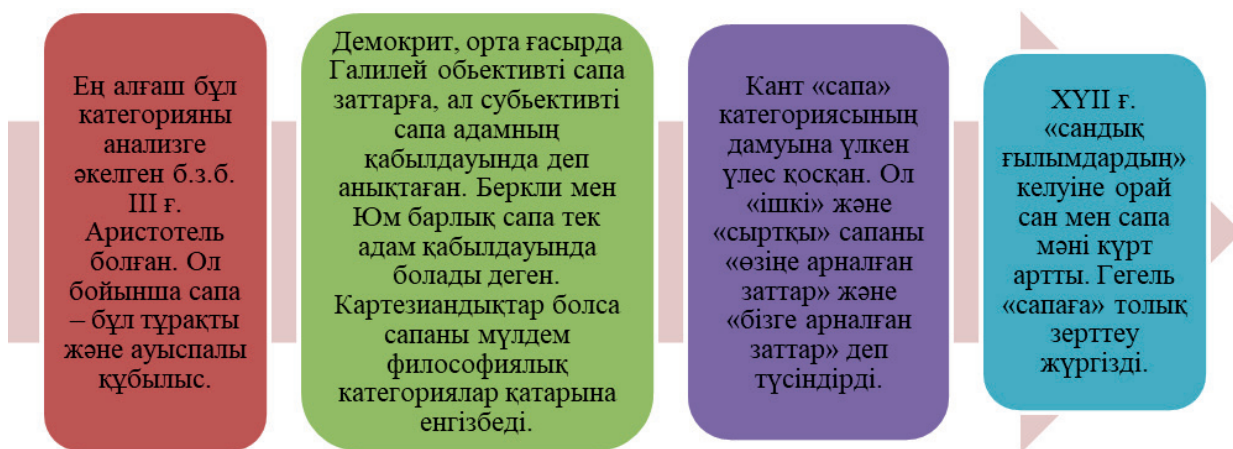 Ең алғаш бұл
категорияны
анализге
әкелген б.з.б.
III ғ.
Аристотель
болған. Ол
бойынша сапа
– бұл тұрақты
және ауыспалы
құбылыс.
Демокрит, орта ғасырда
Галилей обьективті сапа
заттарға, ал субьективті
сапа адамның
қабылдауында деп
анықтаған. Беркли мен
Юм барлық сапа тек
адам қабылдауында
болады деген.
Картезиандықтар болса
сапаны мүлдем
философиялық
категориялар қатарына
енгізбеді.
Кант «сапа»
категориясының
дамуына үлкен
үлес қосқан. Ол
«ішкі» және
«сыртқы» сапаны
«өзіңе арналған
заттар» және
«бізге арналған
заттар» деп
түсіндірді.
XҮІІ ғ.
«сандық
ғылымдардың»
келуіне орай
сан мен сапа
мәні күрт
артты. Гегель
«сапаға» толық
зерттеу
жүргізді.